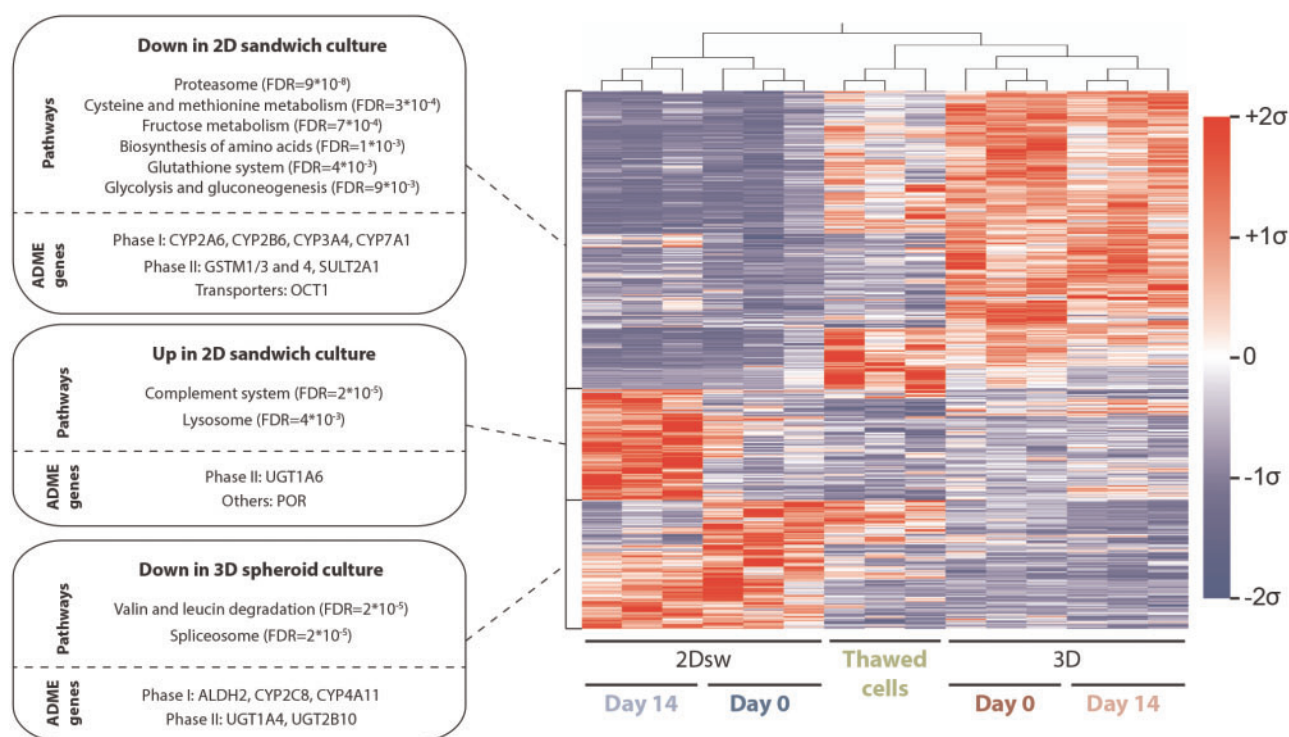 Down in 2D sandwich culture
Pathways
Proteasome (FDR=9*10⁻⁸)
Cysteine and methionine metabolism (FDR=3*10⁻⁴)
Fructose metabolism (FDR=7*10⁻⁴)
Biosynthesis of amino acids (FDR=1*10⁻³)
Glutathione system (FDR=4*10⁻³)
Glycolysis and gluconeogenesis (FDR=9*10⁻³)
ADME
genes
Phase I: CYP2A6, CYP2B6, CYP3A4, CYP7A1
Phase II: GSTM1/3 and 4, SULT2A1
Transporters: OCT1
Up in 2D sandwich culture
Pathways
Complement system (FDR=2*10⁻⁵)
Lysosome (FDR=4*10⁻³)
ADME
genes
Phase II: UGT1A6
Others: POR
Down in 3D spheroid culture
Pathways
Valin and leucin degradation (FDR=2*10⁻⁵)
Spliceosome (FDR=2*10⁻⁵)
ADME
genes
Phase I: ALDH2, CYP2C8, CYP4A11
Phase II: UGT1A4, UGT2B10
+2σ
+1σ
0
-1σ
-2σ
2Dsw
Thawed
cells
3D
Day 14
Day 0
Day 0
Day 14